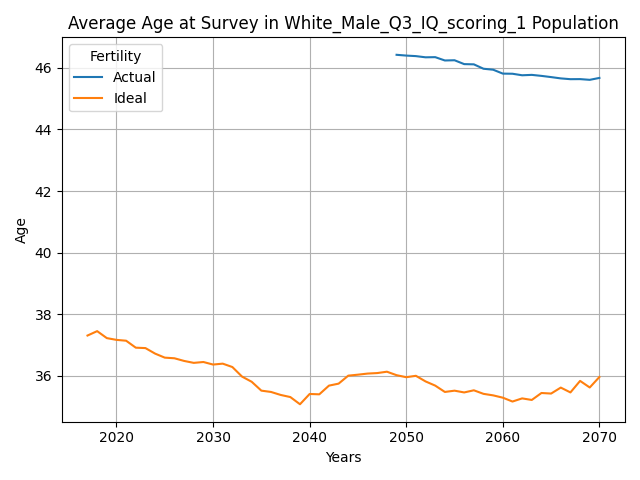 Average Age at Survey in White_Male_Q3_IQ_scoring_1 Population
Fertility
Actual
Ideal
Age
46
44
42
40
38
36
2020
2030
2040
2050
2060
2070
Years